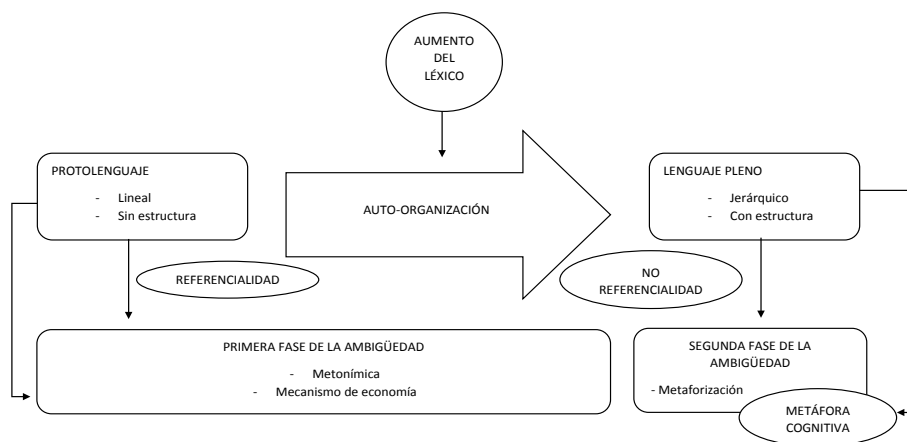 AUMENTO
DEL
LÉXICO
PROTOLENGUAJE
- Lineal
- Sin estructura
AUTO-ORGANIZACIÓN
LENGUAJE PLENO
- Jerárquico
- Con estructura
REFERENCIALIDAD
NO
REFERENCIALIDAD
PRIMERA FASE DE LA AMBIGÜEDAD
- Metonímica
- Mecanismo de economía
SEGUNDA FASE DE LA
AMBIGÜEDAD
- Metaforización
METÁFORA
COGNITIVA